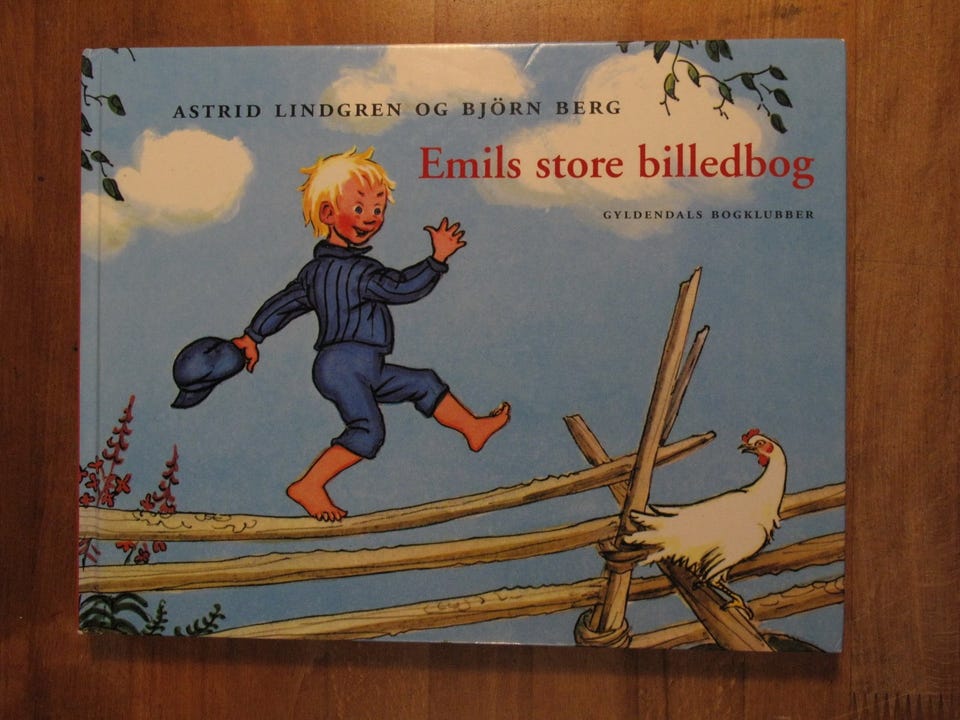 ASTRID LINDGREN OG BJÖRN BERG
Emils store billedbog
GYLDENDALS BOGKLUBBER